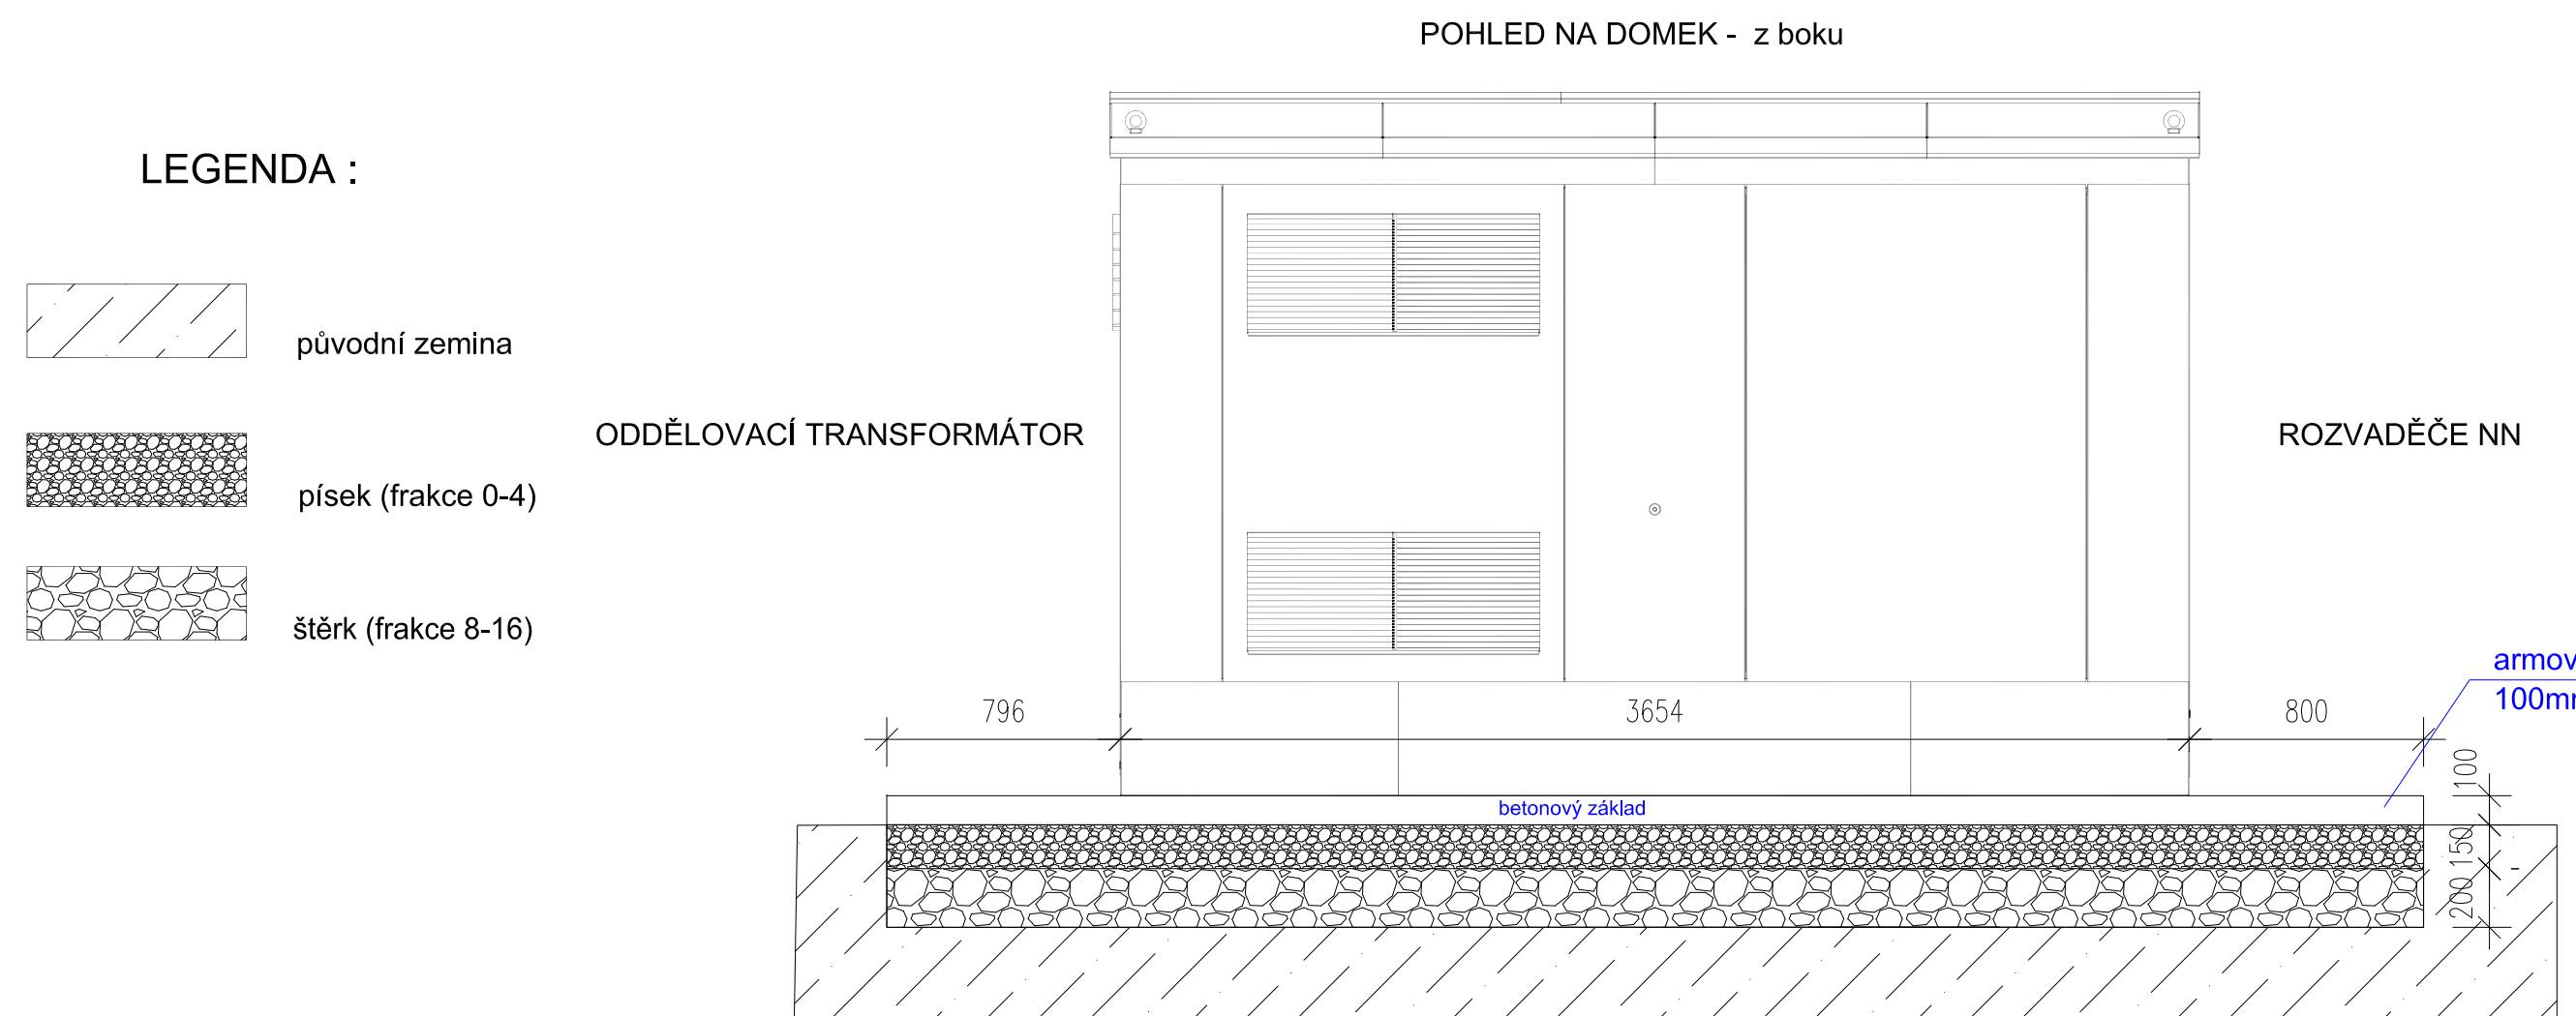 POHLED NA DOMEK - z boku
LEGENDA :
původní zemina
písek (frakce 0-4)
štěrk (frakce 8-16)
ODDĚLOVACÍ TRANSFORMÁTOR
ROZVADĚČE NN
796
3654
800
100
150
200
betonový základ